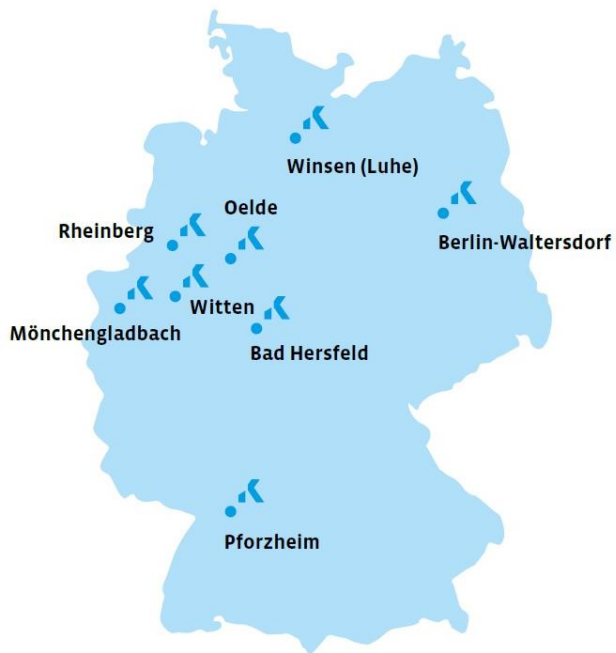 Winsen (Luhe)
Oelde
Rheinberg
Berlin-Waltersdorf
Witten
Mönchengladbach
Bad Hersfeld
Pforzheim